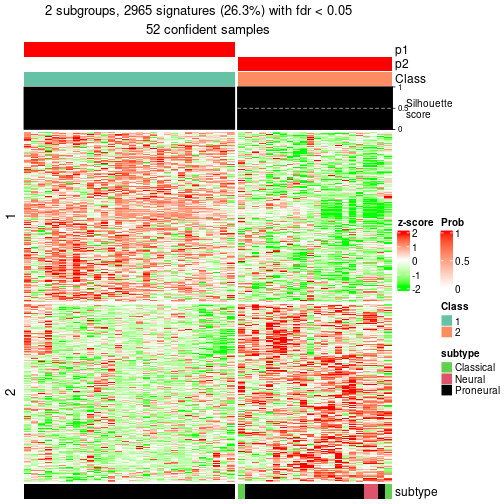 2 subgroups, 2965 signatures (26.3%) with fdr < 0.05
52 confident samples
p1
p2
Class
1
0.5
0
Silhouette
score
1
2
z-score
2
1
0
-1
-2
Prob
1
0.5
0
Class
1
2
subtype
Classical
Neural
Proneural
subtype